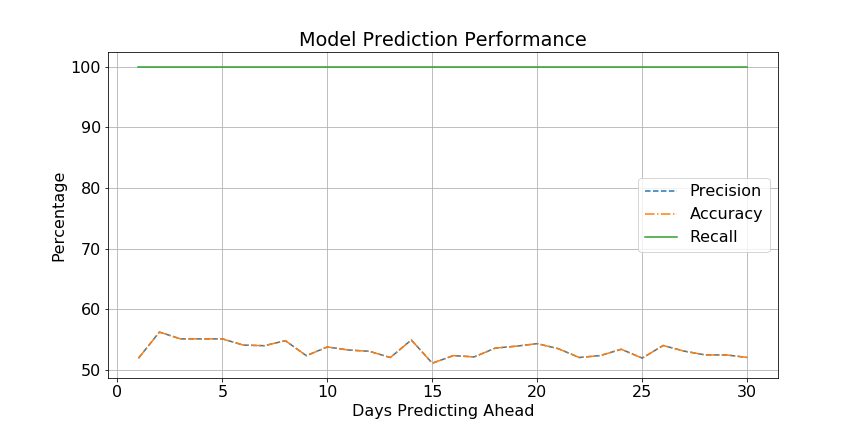 Model Prediction Performance
100
90
80
70
60
50
Percentage
Precision
Accuracy
Recall
0 5 10 15 20 25 30
Days Predicting Ahead